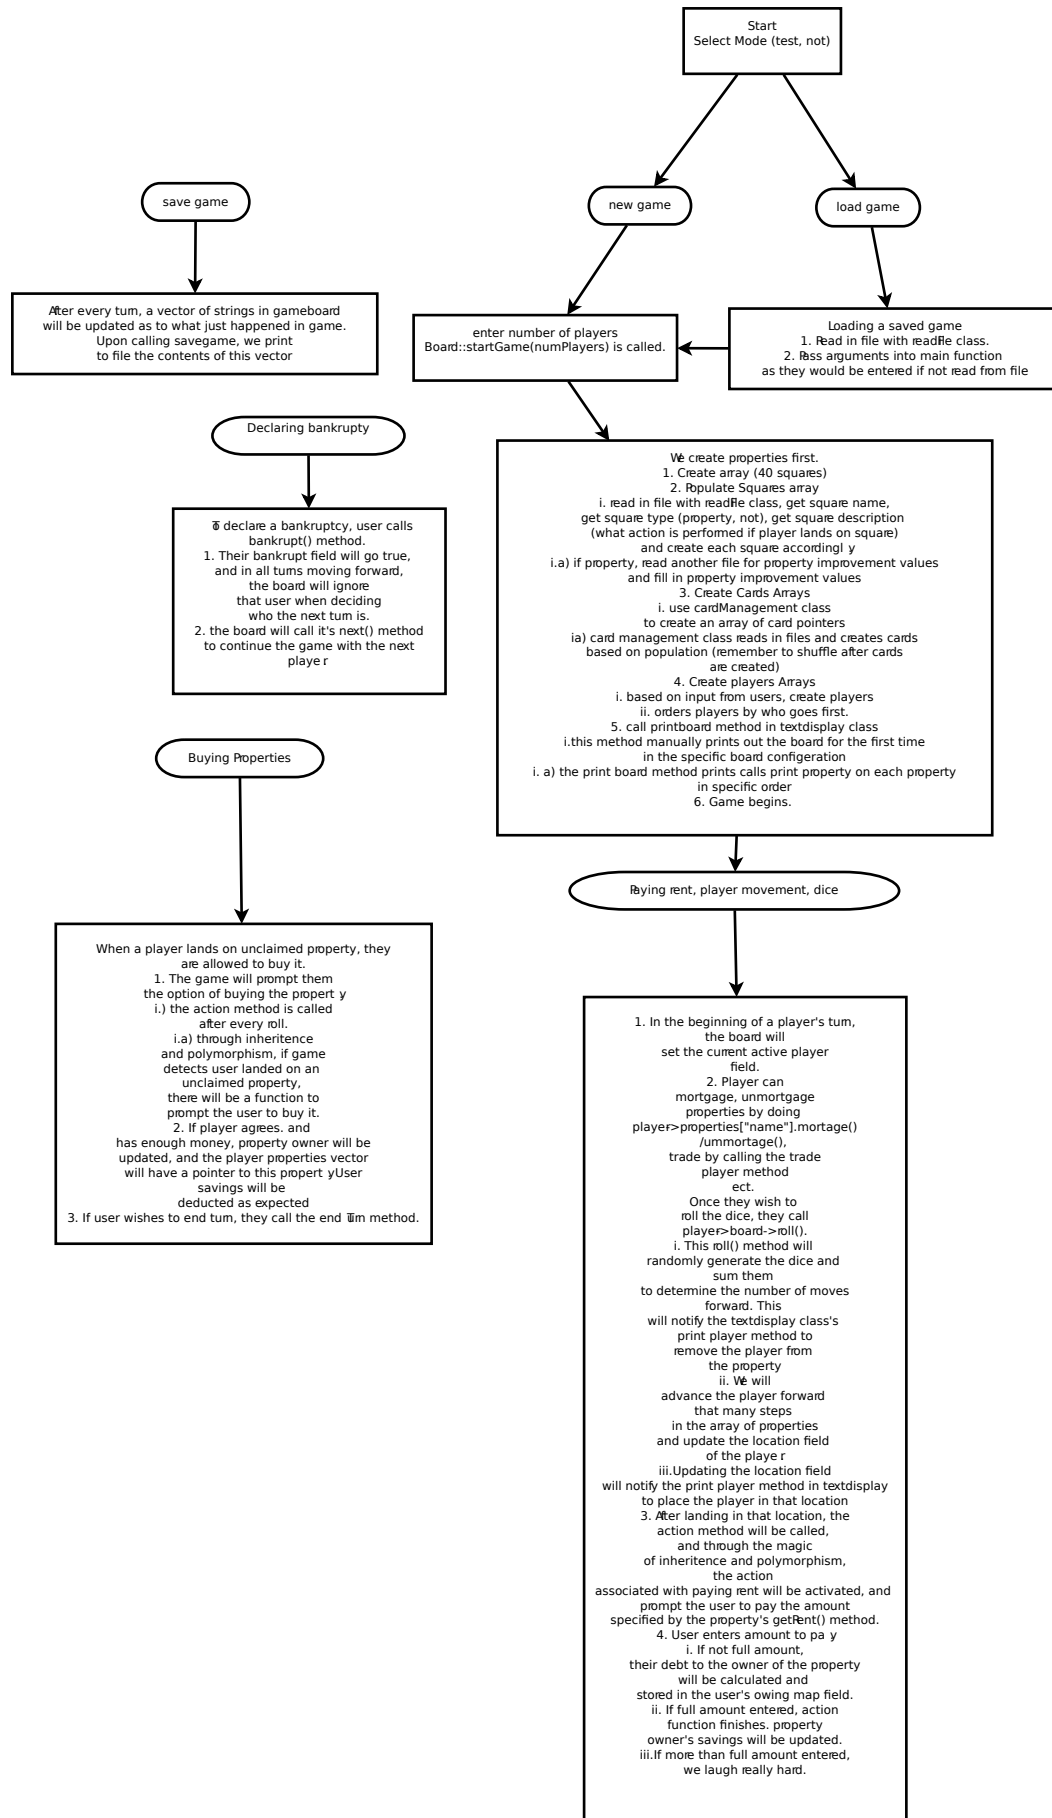 Start
Select Mode (test, not)
save game
new game
load game
After every turn, a vector of strings in gameboard
will be updated as to what just happened in game.
Upon calling savegame, we print
to file the contents of this vector
enter number of players
Board::startGame(numPlayers) is called.
Loading a saved game
1. Read in file with readFile class.
2. Pass arguments into main function
as they would be entered if not read from file
Declaring bankrupty
To declare a bankruptcy, user calls
bankrupt() method.
1. Their bankrupt field will go true,
and in all turns moving forward,
the board will ignore
that user when deciding
who the next turn is.
2. the board will call it's next() method
to continue the game with the next
player.
We create properties first.
1. Create array (40 squares)
2. Populate Squares array
i. read in file with readFile class, get square name,
get square type (property, not), get square description
(what action is performed if player lands on square)
and create each square accordingly.
i.a) if property, read another file for property improvement values
and fill in property improvement values
3. Create Cards Arrays
i. use cardManagement class
to create an array of card pointers
ia) card management class reads in files and creates cards
based on population (remember to shuffle after cards
are created)
4. Create players Arrays
i. based on input from users, create players
ii. orders players by who goes first.
5. call printboard method in textdisplay class
i.this method manually prints out the board for the first time
in the specific board configeration
i. a) the print board method prints calls print property on each property
in specific order
6. Game begins.
Buying Properties
Paying rent, player movement, dice
When a player lands on unclaimed property, they
are allowed to buy it.
1. The game will prompt them
the option of buying the property.
i.) the action method is called
after every roll.
i.a) through inheritence
and polymorphism, if game
detects user landed on an
unclaimed property,
there will be a function to
prompt the user to buy it.
2. If player agrees. and
has enough money, property owner will be
updated, and the player properties vector
will have a pointer to this property. User
savings will be
deducted as expected
3. If user wishes to end turn, they call the end Turn method.
1. In the beginning of a player's turn,
the board will
set the current active player
field.
2. Player can
mortgage, unmortgage
properties by doing
player->properties["name"].mortage()
/ummortage(),
trade by calling the trade
player method
ect.
Once they wish to
roll the dice, they call
player->board->roll().
i. This roll() method will
randomly generate the dice and
sum them
to determine the number of moves
forward. This
will notify the textdisplay class's
print player method to
remove the player from
the property
ii. We will
advance the player forward
that many steps
in the array of properties
and update the location field
of the player.
iii.Updating the location field
will notify the print player method in textdisplay
to place the player in that location
3. After landing in that location, the
action method will be called,
and through the magic
of inheritence and polymorphism,
the action
associated with paying rent will be activated, and
prompt the user to pay the amount
specified by the property's getRent() method.
4. User enters amount to pay.
i. If not full amount,
their debt to the owner of the property
will be calculated and
stored in the user's owing map field.
ii. If full amount entered, action
function finishes. property
owner's savings will be updated.
iii.If more than full amount entered,
we laugh really hard.